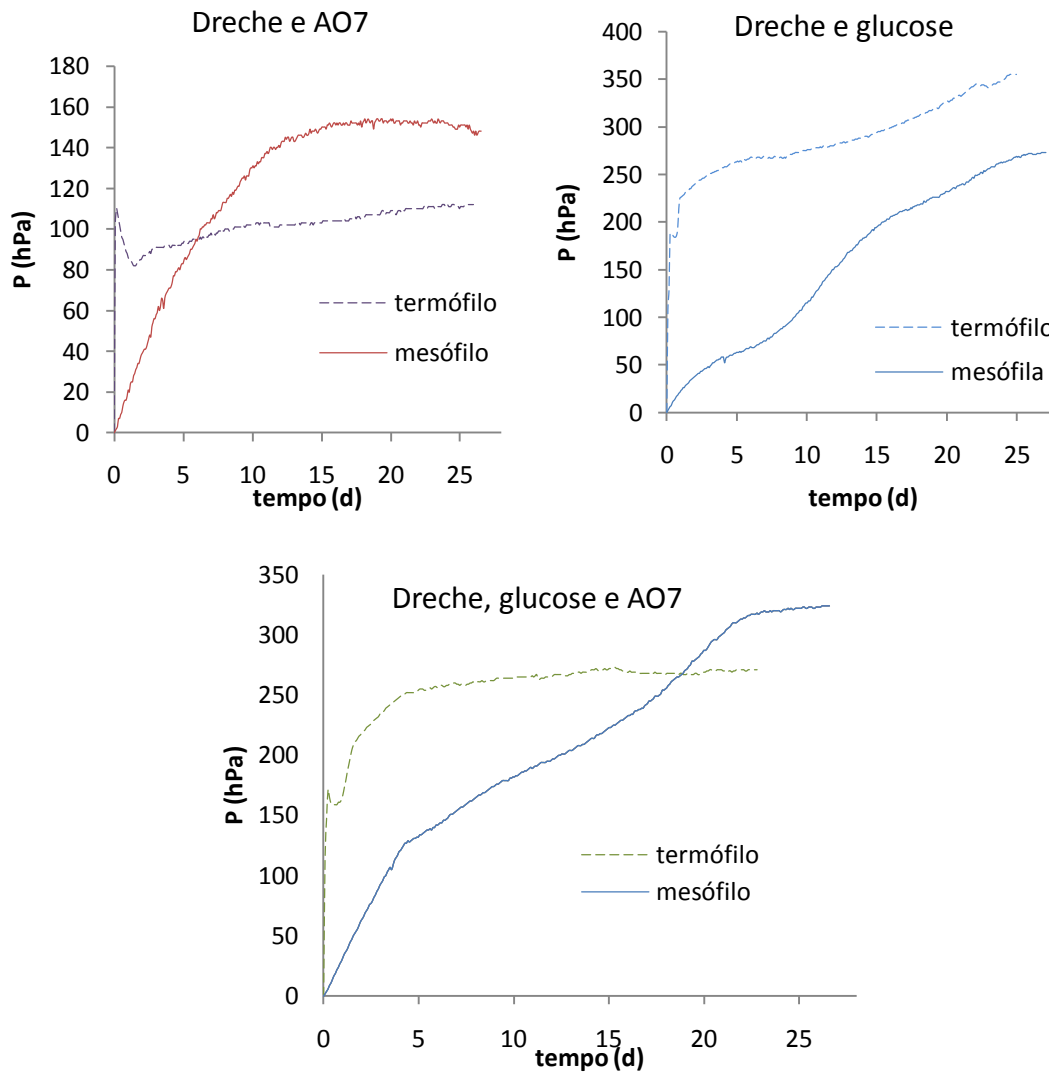 Dreche e AO7
180
160
140
120
100
80
60
40
20
0
P (hPa)
termófilo
mesófilo
0 5 10 15 20 25
tempo (d)
Dreche e glucose
400
350
300
250
200
150
100
50
0
P (hPa)
termófilo
mesófila
0 5 10 15 20 25
tempo (d)
Dreche, glucose e AO7
350
300
250
200
150
100
50
0
P (hPa)
termófilo
mesófilo
0 5 10 15 20 25
tempo (d)